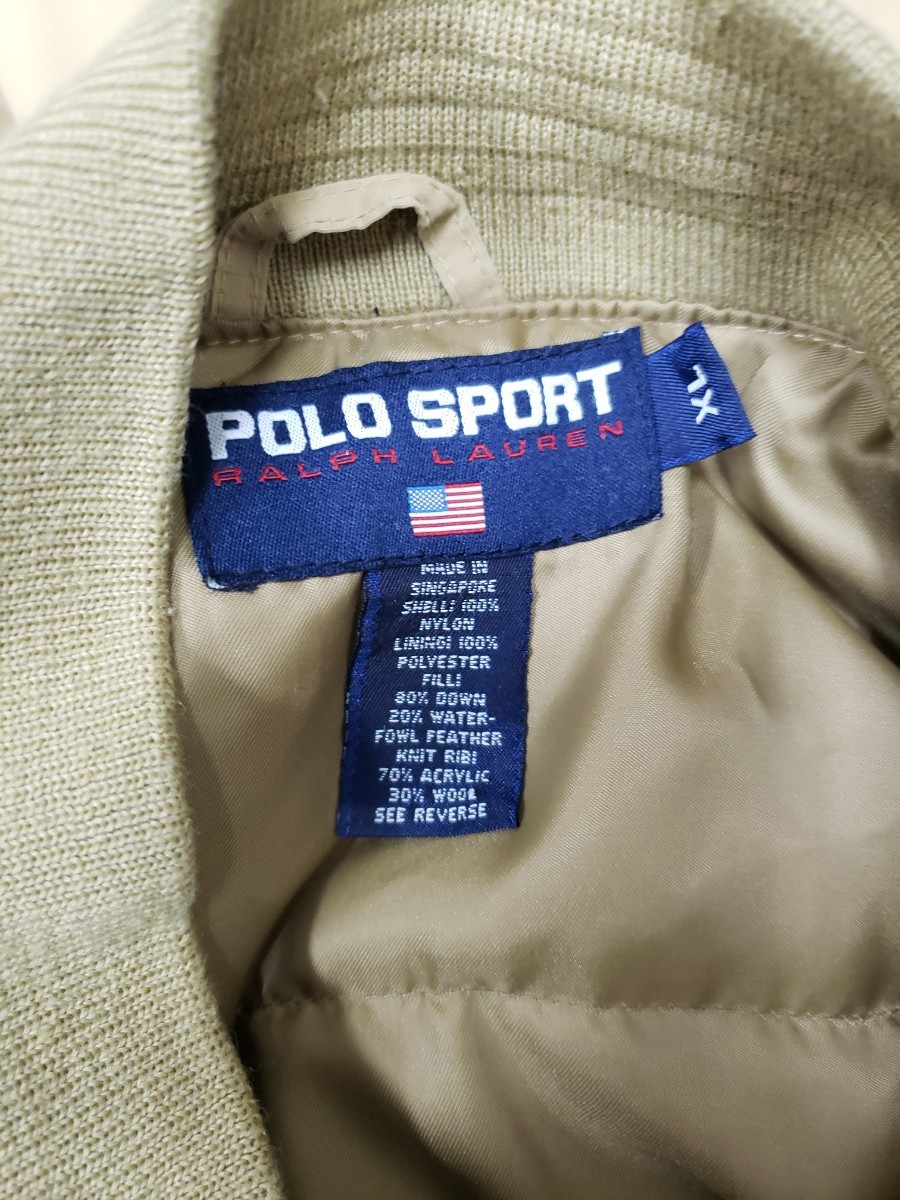 POLO SPORT
RALPH LAUREN
XL
MADE IN
SINGAPORE
SHELL: 100%
NYLON
LINING: 100%
POLYESTER
FILL:
80% DOWN
20% WATER-
FOWL FEATHER
KNIT RIB:
70% ACRYLIC
30% WOOL
SEE REVERSE